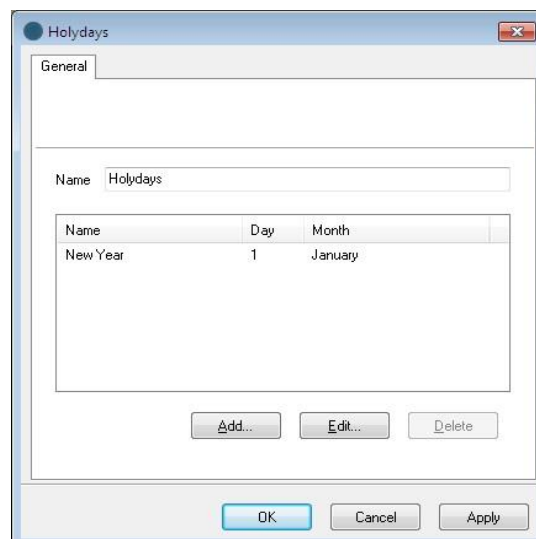 Holydays
General
Name Holydays
Name Day Month
New Year 1 January
Add... Edit... Delete
OK Cancel Apply